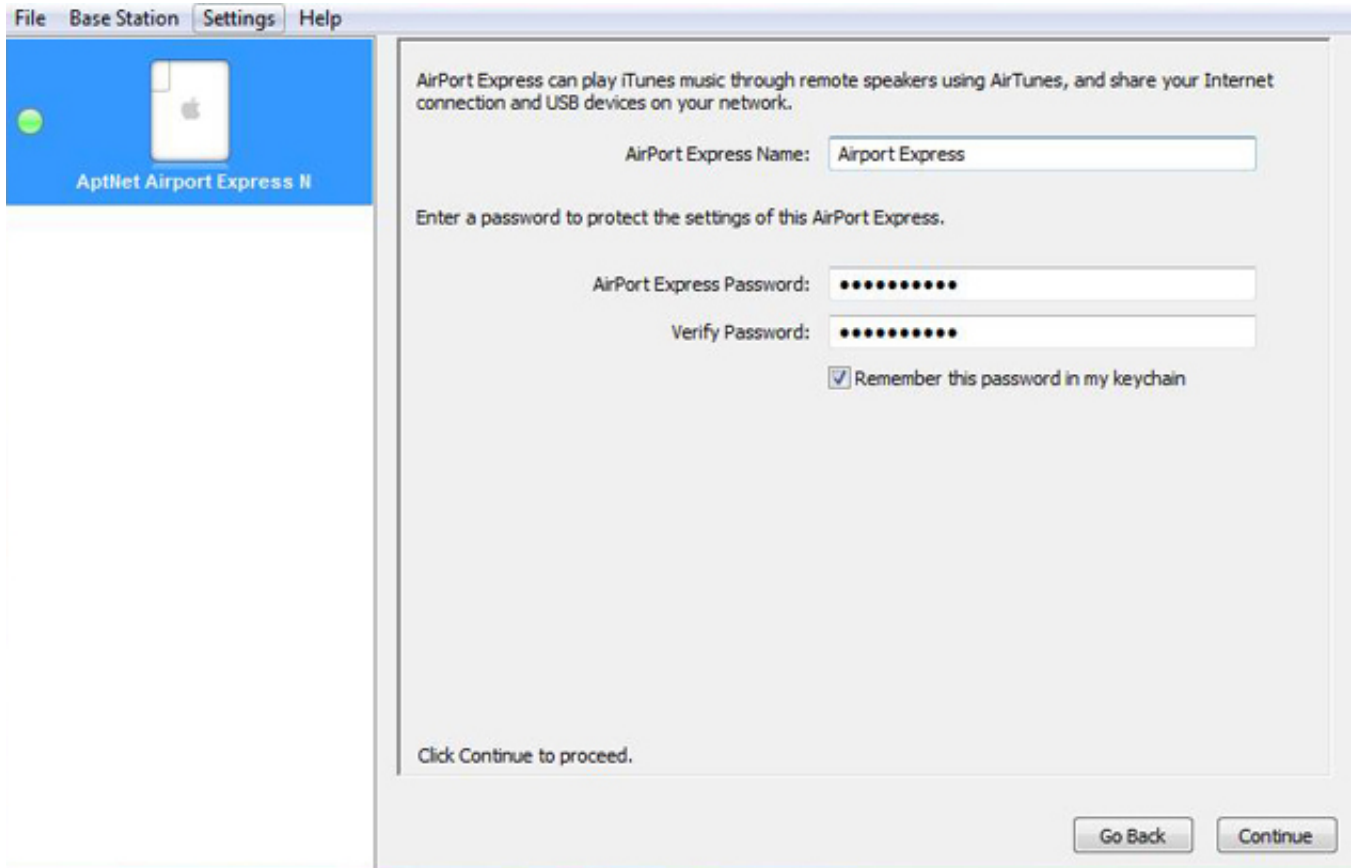 File Base Station Settings Help
AptNet Airport Express N
AirPort Express can play iTunes music through remote speakers using AirTunes, and share your Internet
connection and USB devices on your network.
AirPort Express Name: Airport Express
Enter a password to protect the settings of this AirPort Express.
AirPort Express Password: ••••••••••
Verify Password: ••••••••••
Remember this password in my keychain
Click Continue to proceed.
Go Back Continue